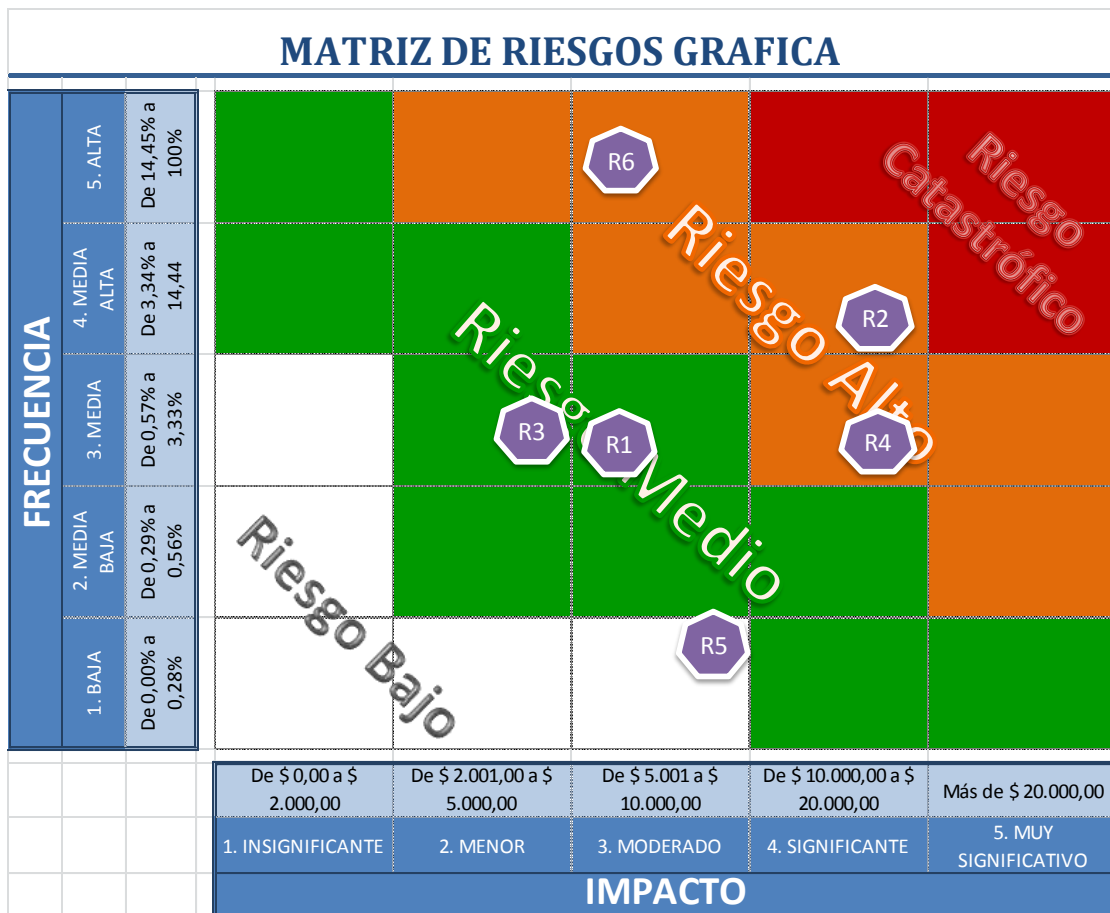 MATRIZ DE RIESGOS GRAFICA
FRECUENCIA
5. ALTA
De 14,45% a
100%
4. MEDIA
ALTA
De 3,34% a
14,44
3. MEDIA
De 0,57% a
3,33%
2. MEDIA
BAJA
De 0,29% a
0,56%
1. BAJA
De 0,00% a
0,28%
Riesgo
Catastrófico
Riesgo Alto
Riesgo Medio
Riesgo Bajo
R6
R2
R3
R1
R4
R5
De $ 0,00 a $
2.000,00
De $ 2.001,00 a $
5.000,00
De $ 5.001 a $
10.000,00
De $ 10.000,00 a $
20.000,00
Más de $ 20.000,00
1. INSIGNIFICANTE
2. MENOR
3. MODERADO
4. SIGNIFICANTE
5. MUY
SIGNIFICATIVO
IMPACTO